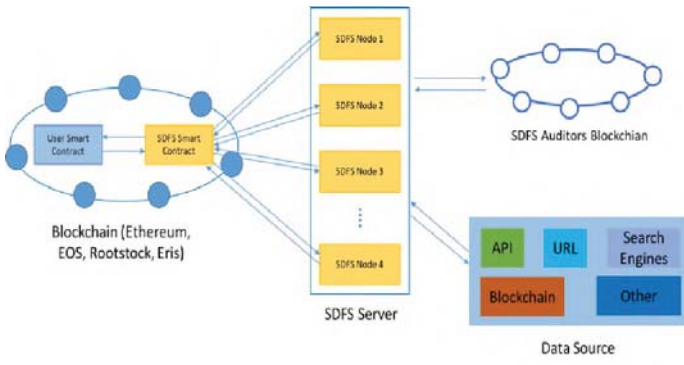 User Smart
Contract
SDFS Smart
Contract
Blockchain (Ethereum,
EOS, Rootstock, Eris)
SDFS Node 1
SDFS Node 2
SDFS Node 3
SDFS Node 4
SDFS Server
SDFS Auditors Blockchian
API
URL
Search
Engines
Blockchain
Other
Data Source